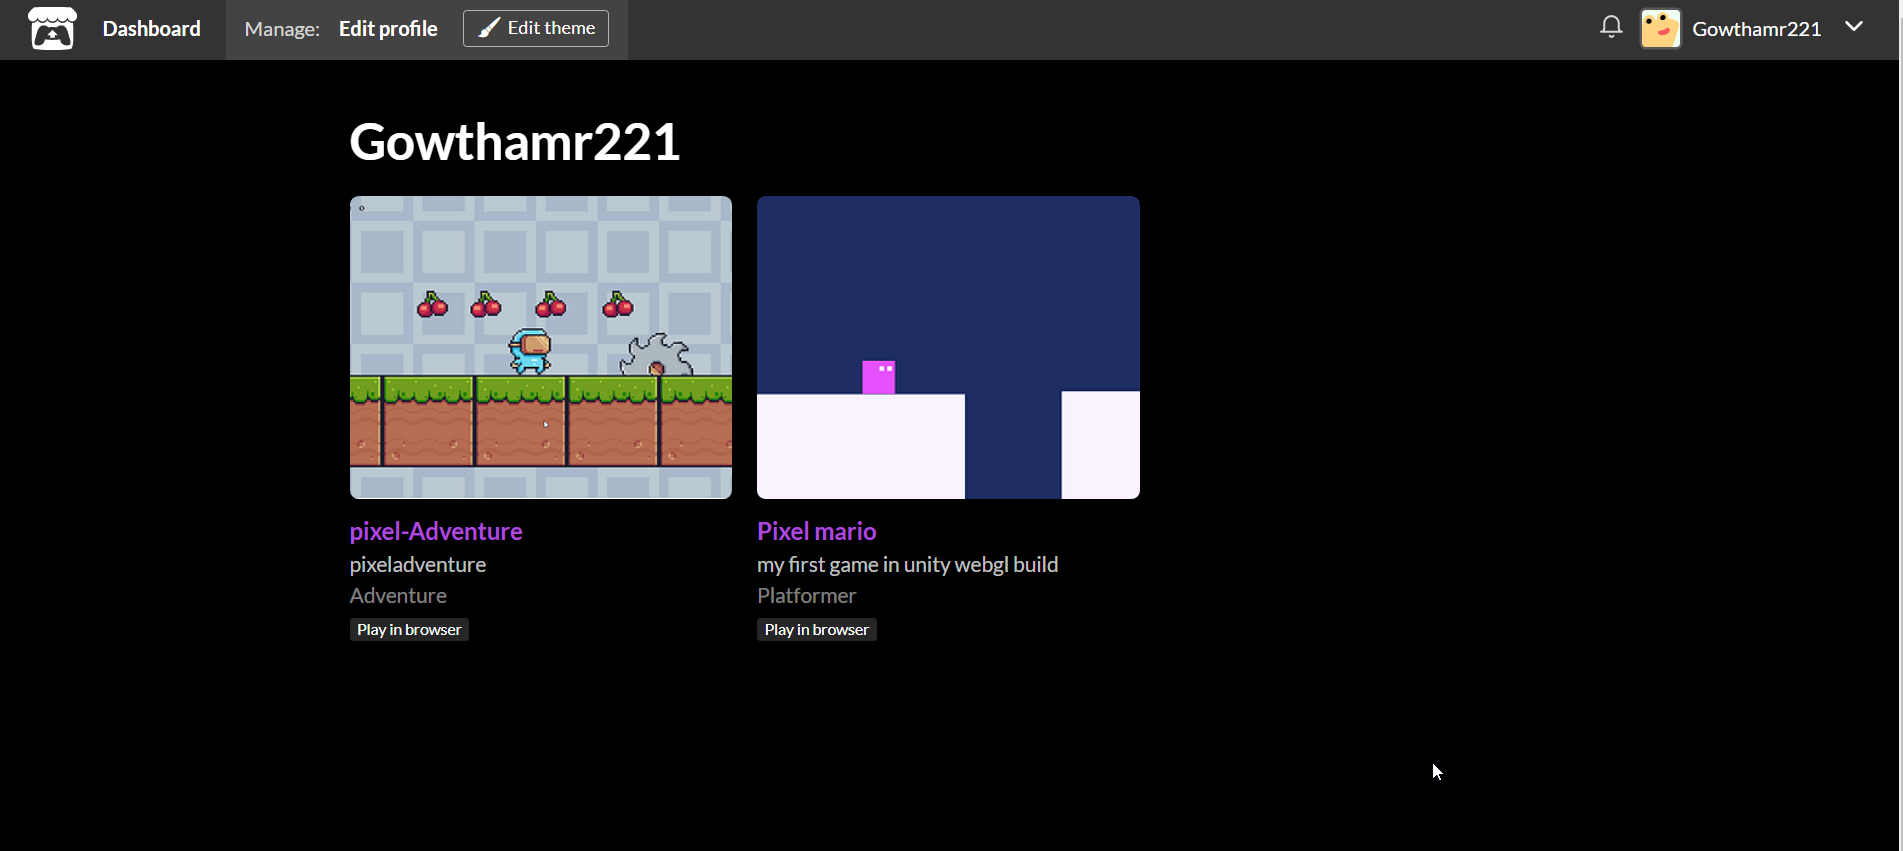 Dashboard
Manage: Edit profile Edit theme
Gowthamr221
Gowthamr221
pixel-Adventure
pixeladventure
Adventure
Play in browser
Pixel mario
my first game in unity webgl build
Platformer
Play in browser